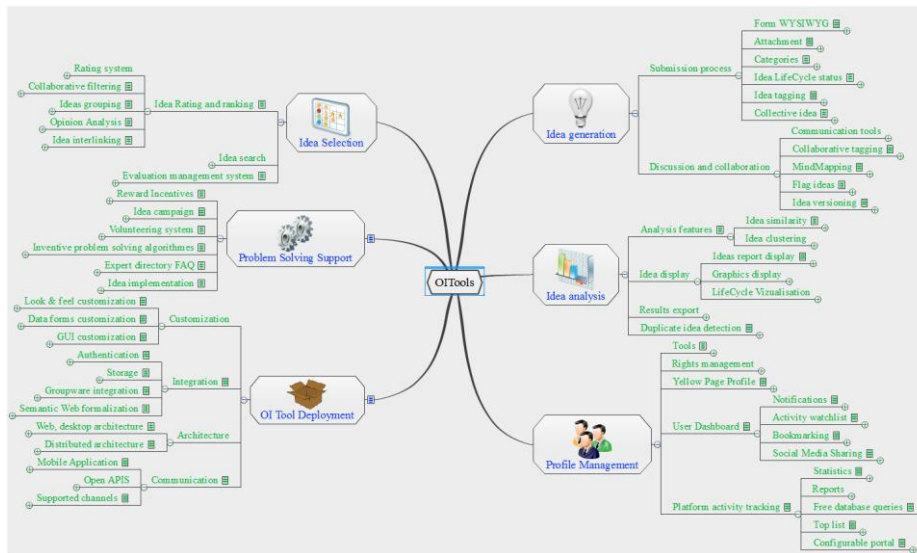 OITools
Idea Selection
Idea Rating and ranking
Rating system
Collaborative filtering
Ideas grouping
Opinion Analysis
Idea interlinking
Idea search
Evaluation management system
Problem Solving Support
Reward Incentives
Idea campaign
Volunteering system
Inventive problem solving algorithmes
Expert directory FAQ
Idea implementation
OI Tool Deployment
Customization
Look & feel customization
Data forms customization
GUI customization
Integration
Authentication
Storage
Groupware integration
Semantic Web formalization
Architecture
Web, desktop architecture
Distributed architecture
Communication
Mobile Application
Open APIS
Supported channels
Idea generation
Submission process
Form WYSIWYG
Attachment
Categories
Idea LifeCycle status
Idea tagging
Collective idea
Discussion and collaboration
Communication tools
Collaborative tagging
MindMapping
Flag ideas
Idea versioning
Idea analysis
Analysis features
Idea similarity
Idea clustering
Idea display
Ideas report display
Graphics display
LifeCycle Vizualisation
Results export
Duplicate idea detection
Profile Management
Tools
Rights management
Yellow Page Profile
User Dashboard
Notifications
Activity watchlist
Bookmarking
Social Media Sharing
Platform activity tracking
Statistics
Reports
Free database queries
Top list
Configurable portal